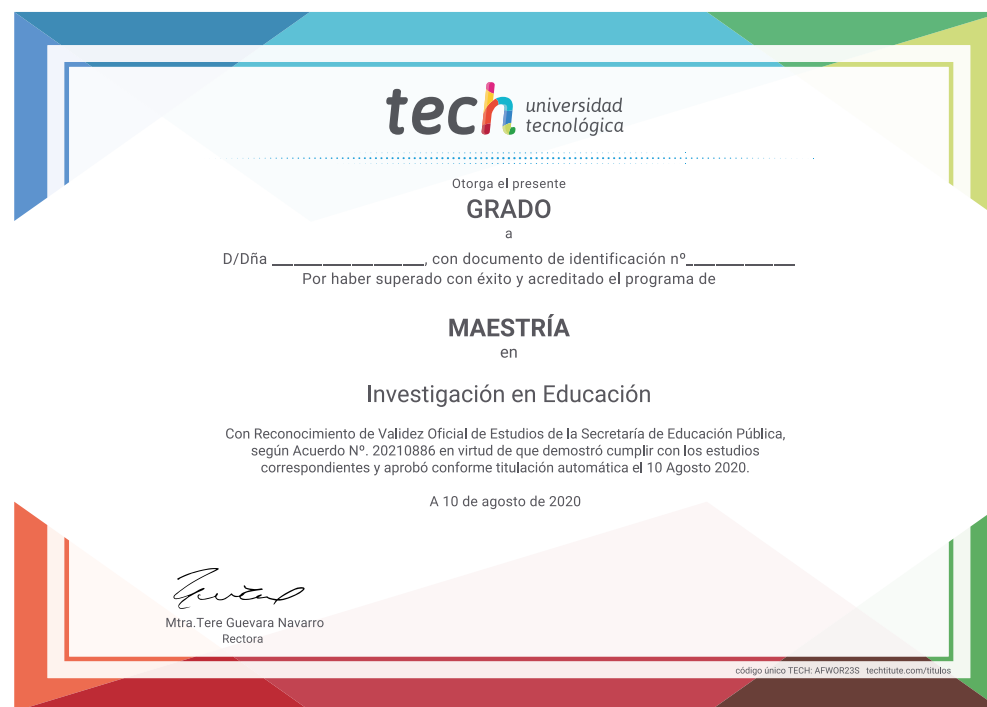 tech universidad
tecnológica
Otorga el presente
GRADO
a
D/Dña ____________________, con documento de identificación nº______________
Por haber superado con éxito y acreditado el programa de
MAESTRÍA
en
Investigación en Educación
Con Reconocimiento de Validez Oficial de Estudios de la Secretaría de Educación Pública,
según Acuerdo Nº. 20210886 en virtud de que demostró cumplir con los estudios
correspondientes y aprobó conforme titulación automática el 10 Agosto 2020.
A 10 de agosto de 2020
Mtra.Tere Guevara Navarro
Rectora
código único TECH: AFWOR23S techtitute.com/titulos